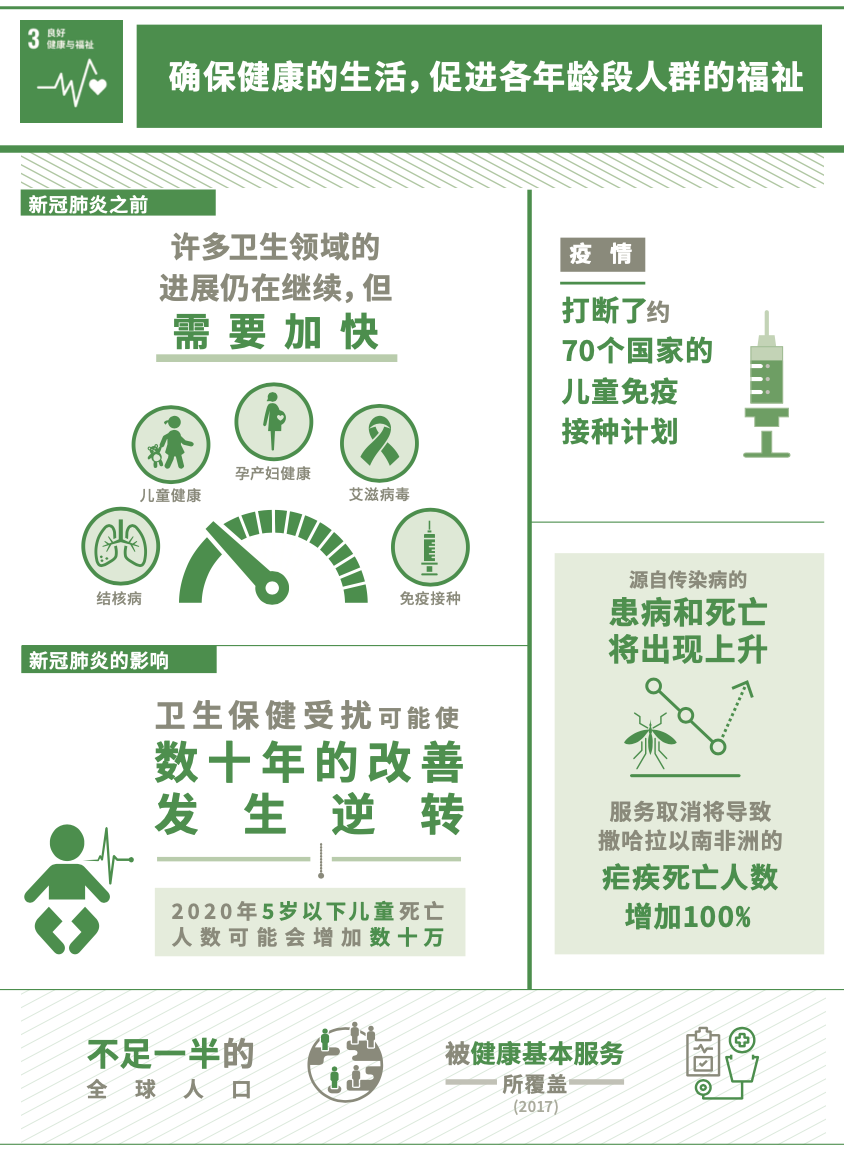 3 良好
健康与福祉
确保健康的生活，促进各年龄段人群的福祉
新冠肺炎之前
许多卫生领域的
进展仍在继续，但
需要加快
孕产妇健康
儿童健康
艾滋病毒
结核病
免疫接种
疫情
打断了约
70个国家的
儿童免疫
接种计划
源自传染病的
患病和死亡
将出现上升
服务取消将导致
撒哈拉以南非洲的
疟疾死亡人数
增加100%
新冠肺炎的影响
卫生保健受扰可能使
数十年的改善
发生逆转
2020年5岁以下儿童死亡
人数可能会增加数十万
不足一半的
全球人口
被健康基本服务
所覆盖
(2017)